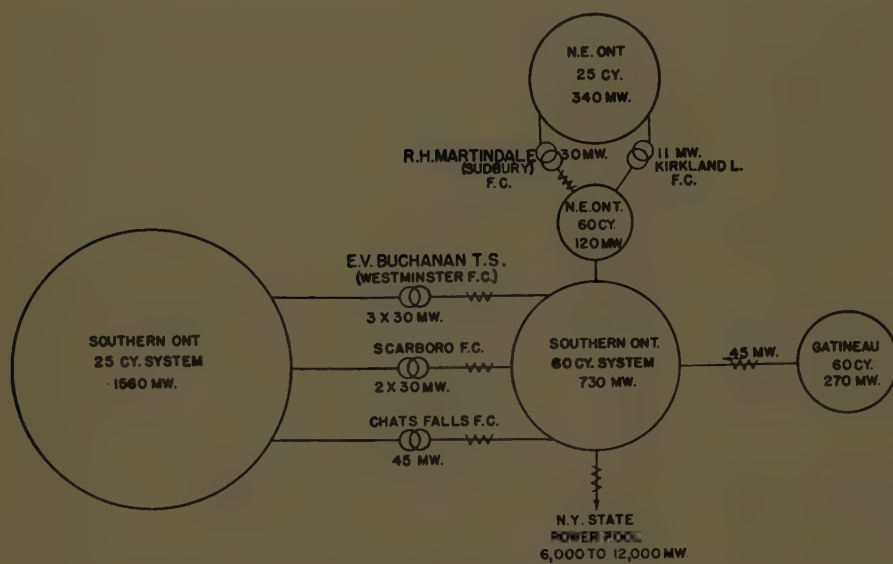 N.E. ONT
25 CY.
340 MW.
R.H. MARTINDALE
(SUDBURY)
F.C.
30 MW.
11 MW.
KIRKLAND L.
F.C.
N.E. ONT.
60 CY.
120 MW
E.V. BUCHANAN T.S.
(WESTMINSTER F.C.)
3 X 30 MW.
SOUTHERN ONT
25 CY. SYSTEM
1560 MW.
SCARBORO F.C.
2 X 30 MW.
SOUTHERN ONT.
60 CY. SYSTEM
730 MW.
45 MW.
GATINEAU
60 CY.
270 MW.
CHATS FALLS F.C.
45 MW.
N.Y. STATE
POWER POOL
6,000 TO 12,000 MW.